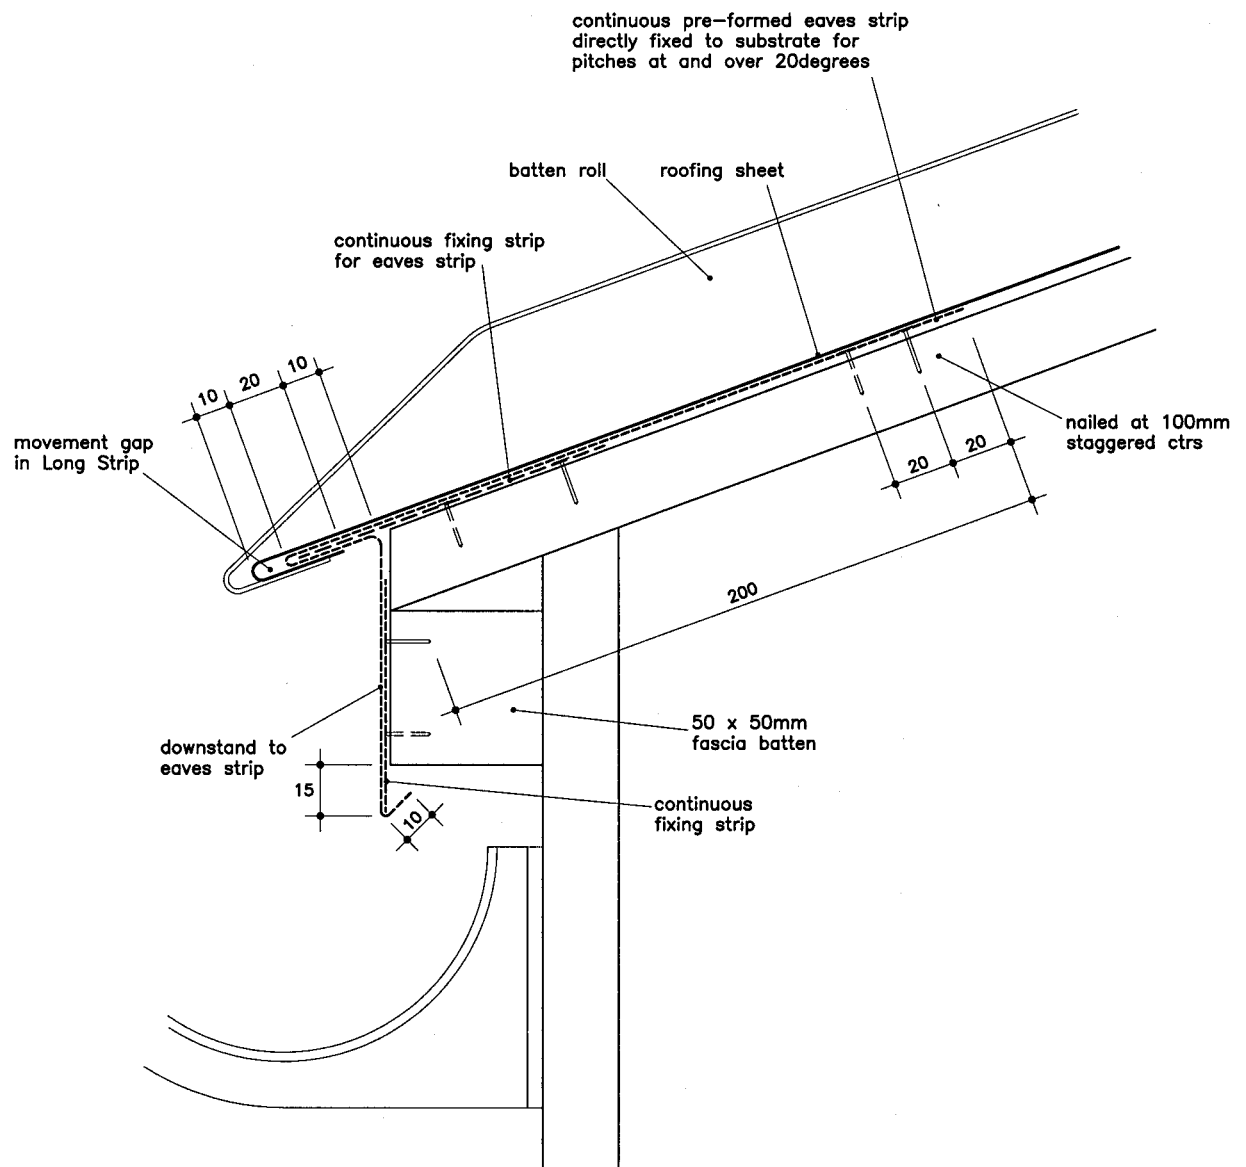 continuous pre-formed eaves strip
directly fixed to substrate for
pitches at and over 20degrees
batten roll
roofing sheet
continuous fixing strip
for eaves strip
10
20
10
movement gap
in Long Strip
nailed at 100mm
staggered ctrs
20
20
200
50 x 50mm
fascia batten
downstand to
eaves strip
15
10
continuous
fixing strip